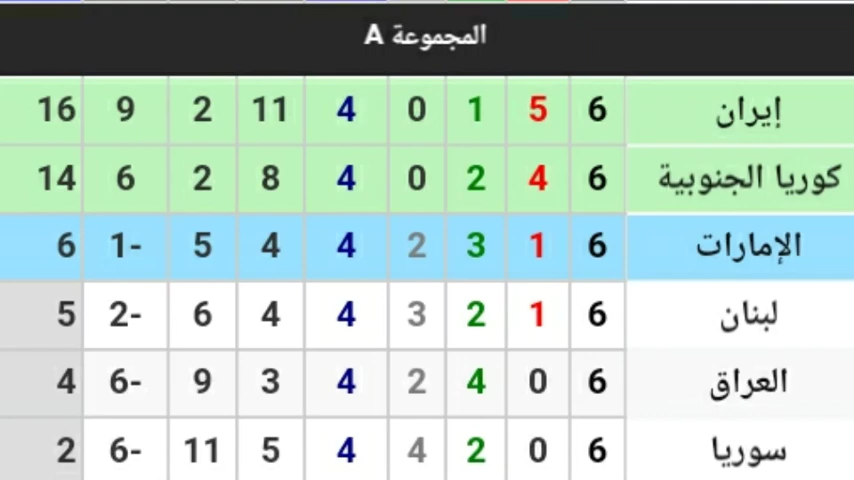 المجموعة A
إيران 6 5 1 0 4 11 2 9 16
كوريا الجنوبية 6 4 2 0 4 8 2 6 14
الإمارات 6 1 3 2 4 4 5 1- 6
لبنان 6 1 2 3 4 4 6 2- 5
العراق 6 0 4 2 4 3 9 6- 4
سوريا 6 0 2 4 4 5 11 6- 2